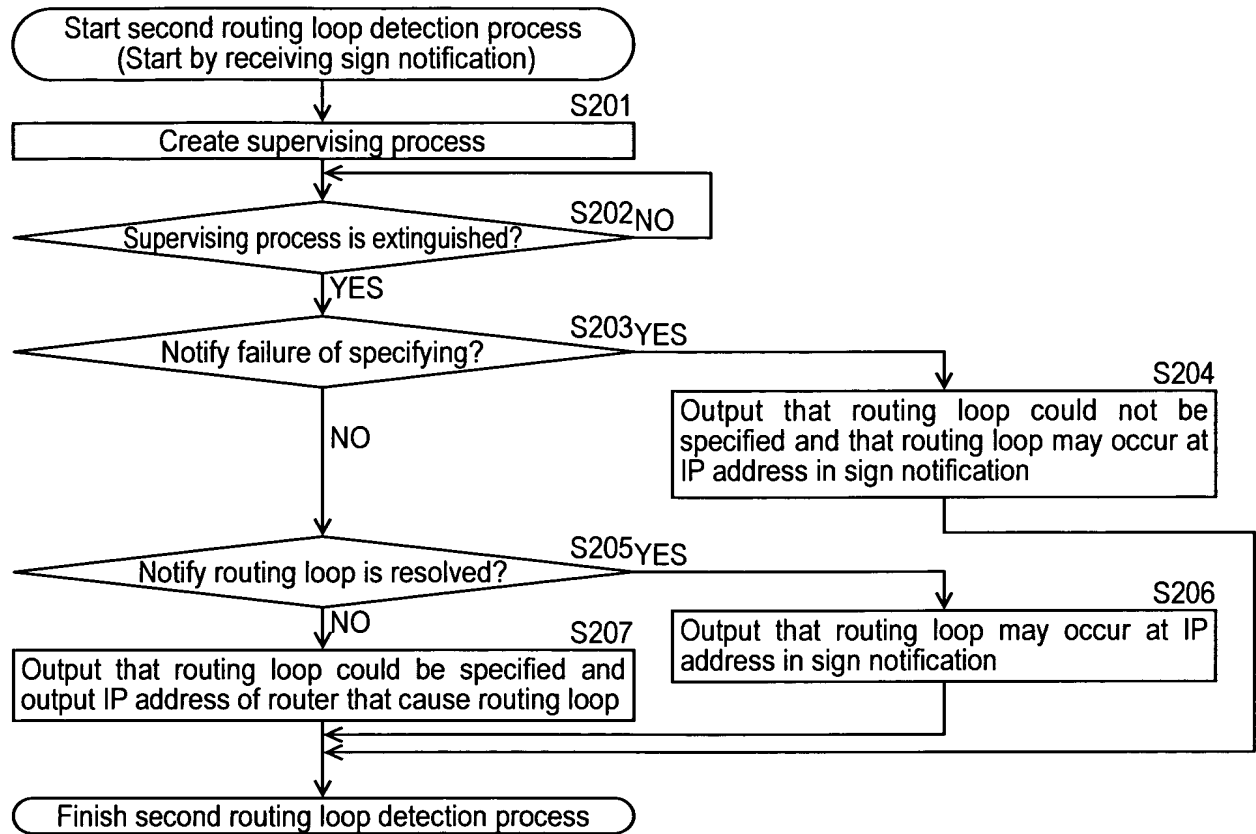 Start second routing loop detection process
(Start by receiving sign notification)
S201
Create supervising process
S202 NO
Supervising process is extinguished?
YES
S203 YES
Notify failure of specifying?
S204
Output that routing loop could not be
specified and that routing loop may occur at
IP address in sign notification
NO
S205 YES
Notify routing loop is resolved?
S206
Output that routing loop may occur at IP
address in sign notification
NO
S207
Output that routing loop could be specified and
output IP address of router that cause routing loop
Finish second routing loop detection process